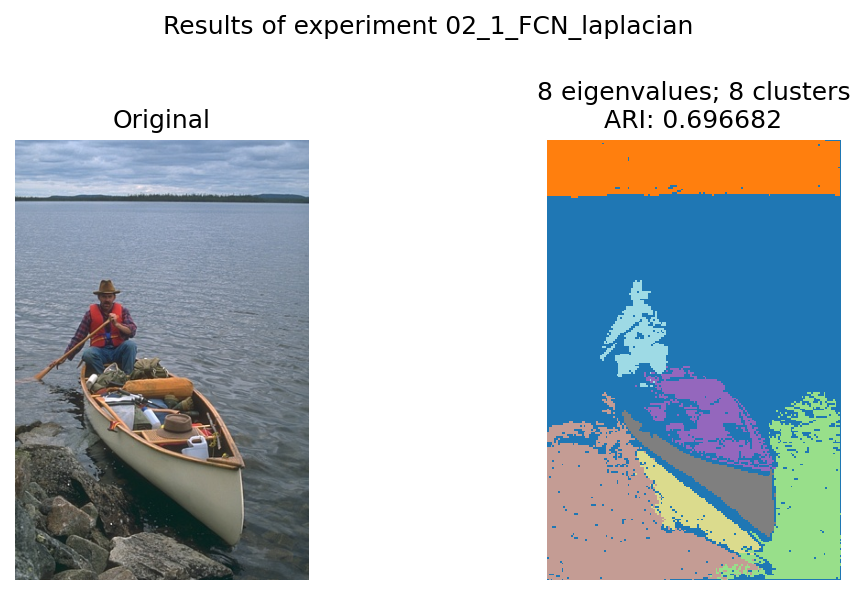 Results of experiment 02_1_FCN_laplacian
Original
8 eigenvalues; 8 clusters
ARI: 0.696682